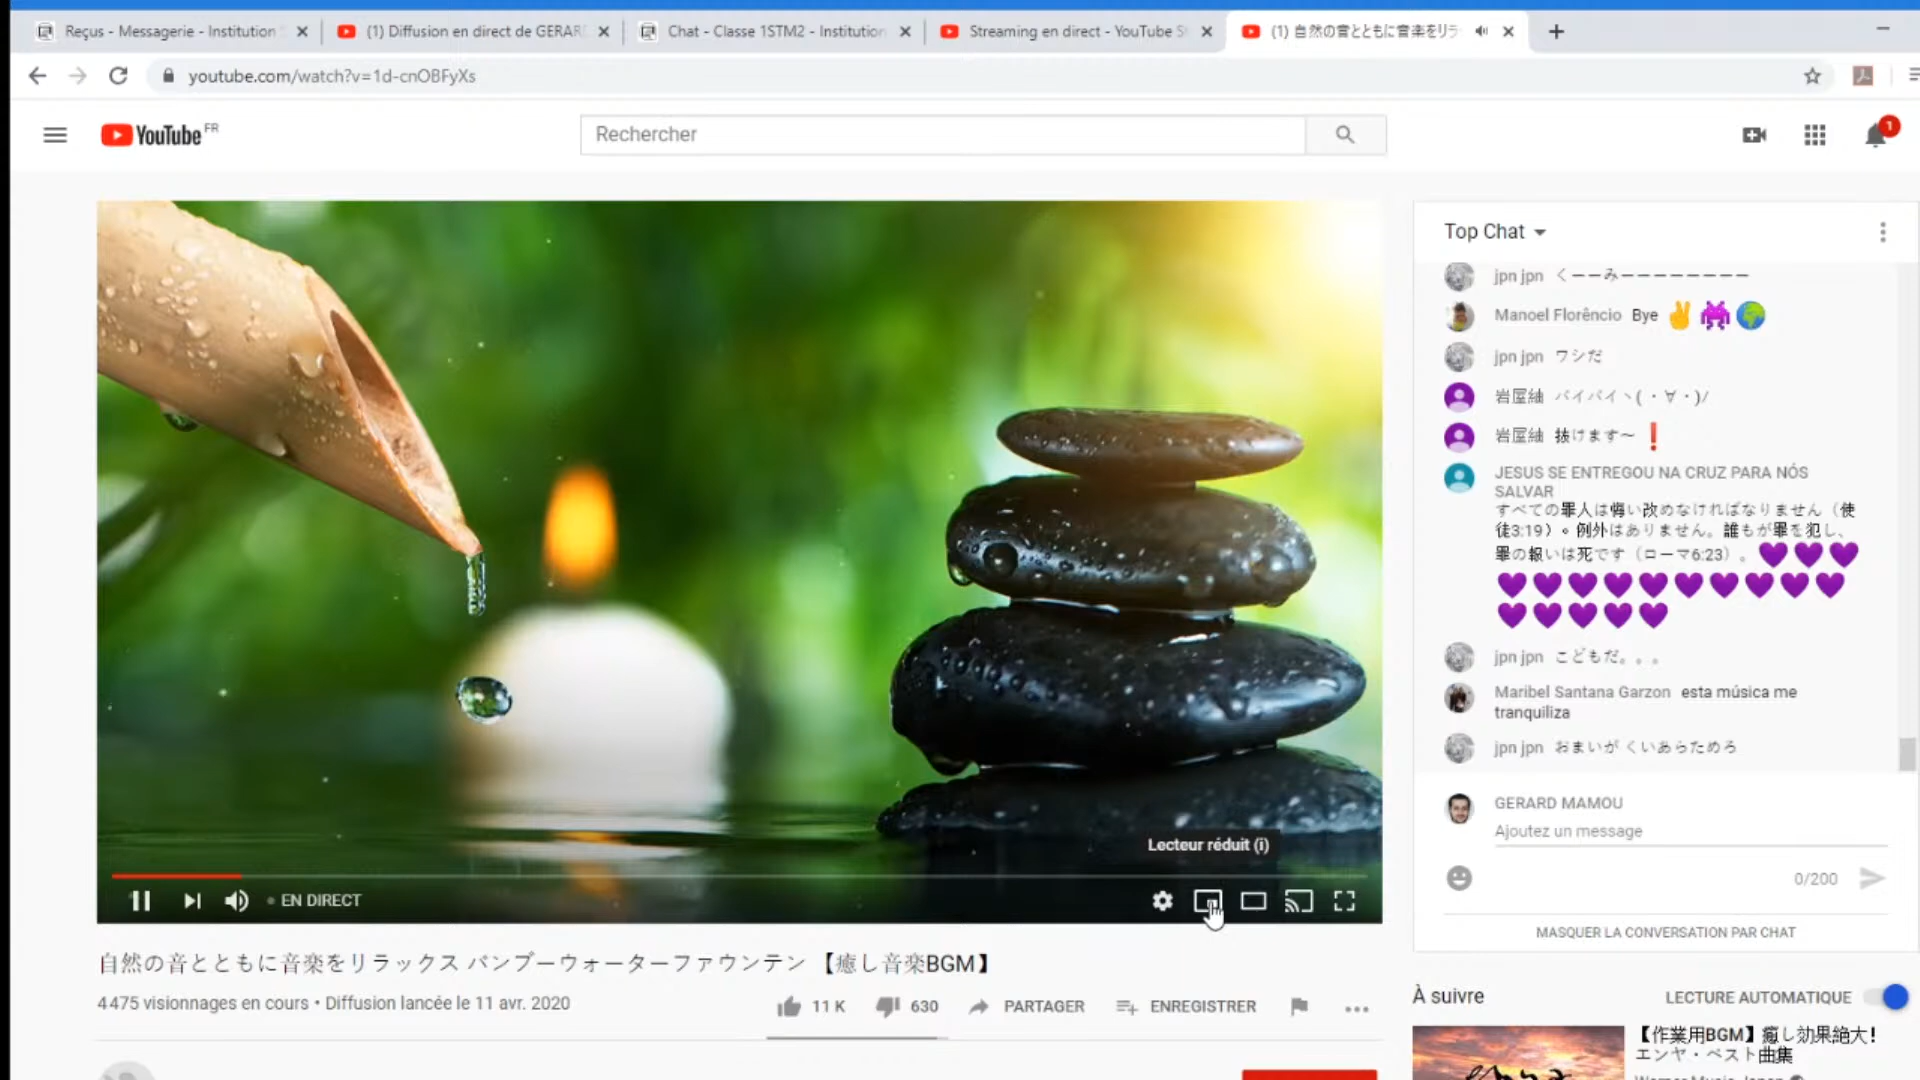 Reçus - Messagerie - Institution
(1) Diffusion en direct de GERAR
Chat - Classe 1STM2 - Institution
Streaming en direct - YouTube S
(1) 自然の音とともに音楽をリラ
youtube.com/watch?v=1d-cnOBFyXs
YouTube FR
Rechercher
1
Top Chat
jpn jpn くーーみーーーーーーーー
Manoel Florêncio Bye
jpn jpn ワシだ
岩屋紬 バイバイヽ(・∀・)/
岩屋紬 抜けます〜❗
JESUS SE ENTREGOU NA CRUZ PARA NÓS
SALVAR
すべての罪人は悔い改めなければなりません（使
徒3:19）。例外はありません。誰もが罪を犯し、
罪の報いは死です（ローマ6:23）。
jpn jpn こどもだ。。。
Maribel Santana Garzon esta música me
tranquiliza
jpn jpn おまいが くいあらためろ
GERARD MAMOU
Ajoutez un message
0/200
MASQUER LA CONVERSATION PAR CHAT
Lecteur réduit (i)
EN DIRECT
自然の音とともに音楽をリラックス バンブーウォーターファウンテン 【癒し音楽BGM】
4 475 visionnages en cours • Diffusion lancée le 11 avr. 2020
11 K
630
PARTAGER
ENREGISTRER
À suivre
LECTURE AUTOMATIQUE
【作業用BGM】癒し効果絶大！
エンヤ・ベスト曲集